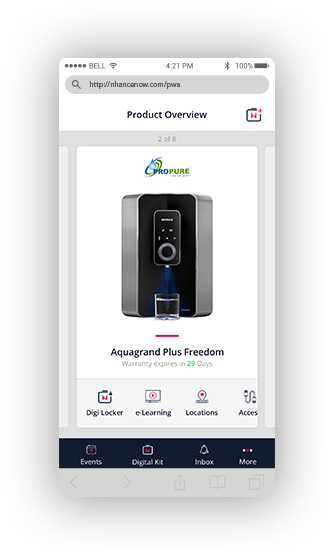 BELL 4:21 PM 100%
http://nhancenow.com/pwa
Product Overview
2 of 8
PROPURE
Aquagrand Plus Freedom
Warranty expires in 29 Days
Digi Locker e-Learning Locations Acces
Events Digital Kit Inbox More